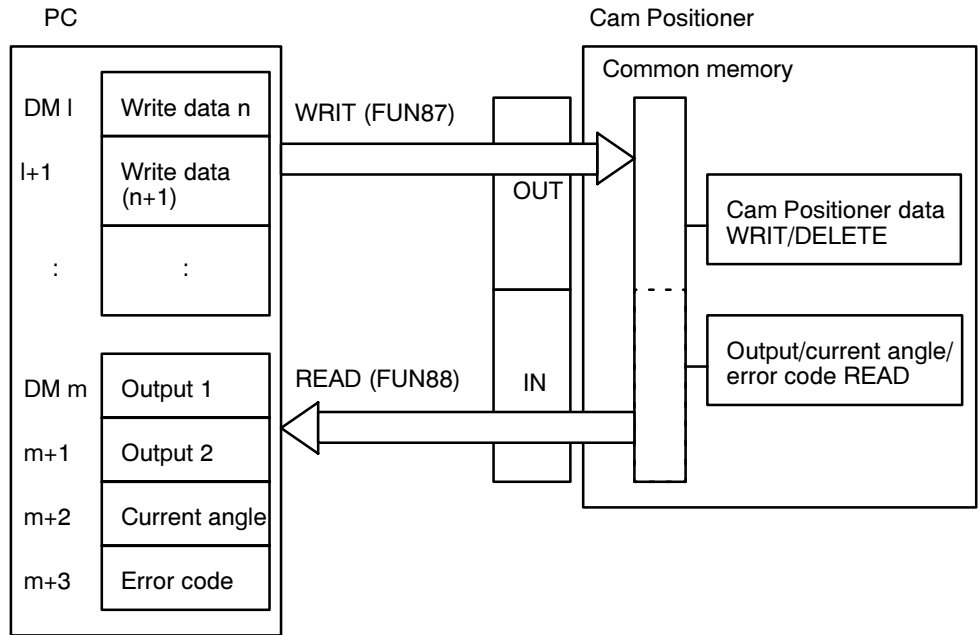 PC
Cam Positioner
Common memory
DM l
Write data n
WRIT (FUN87)
l+1
Write data
(n+1)
OUT
Cam Positioner data
WRIT/DELETE
:
:
Output/current angle/
error code READ
DM m
Output 1
READ (FUN88)
IN
m+1
Output 2
m+2
Current angle
m+3
Error code